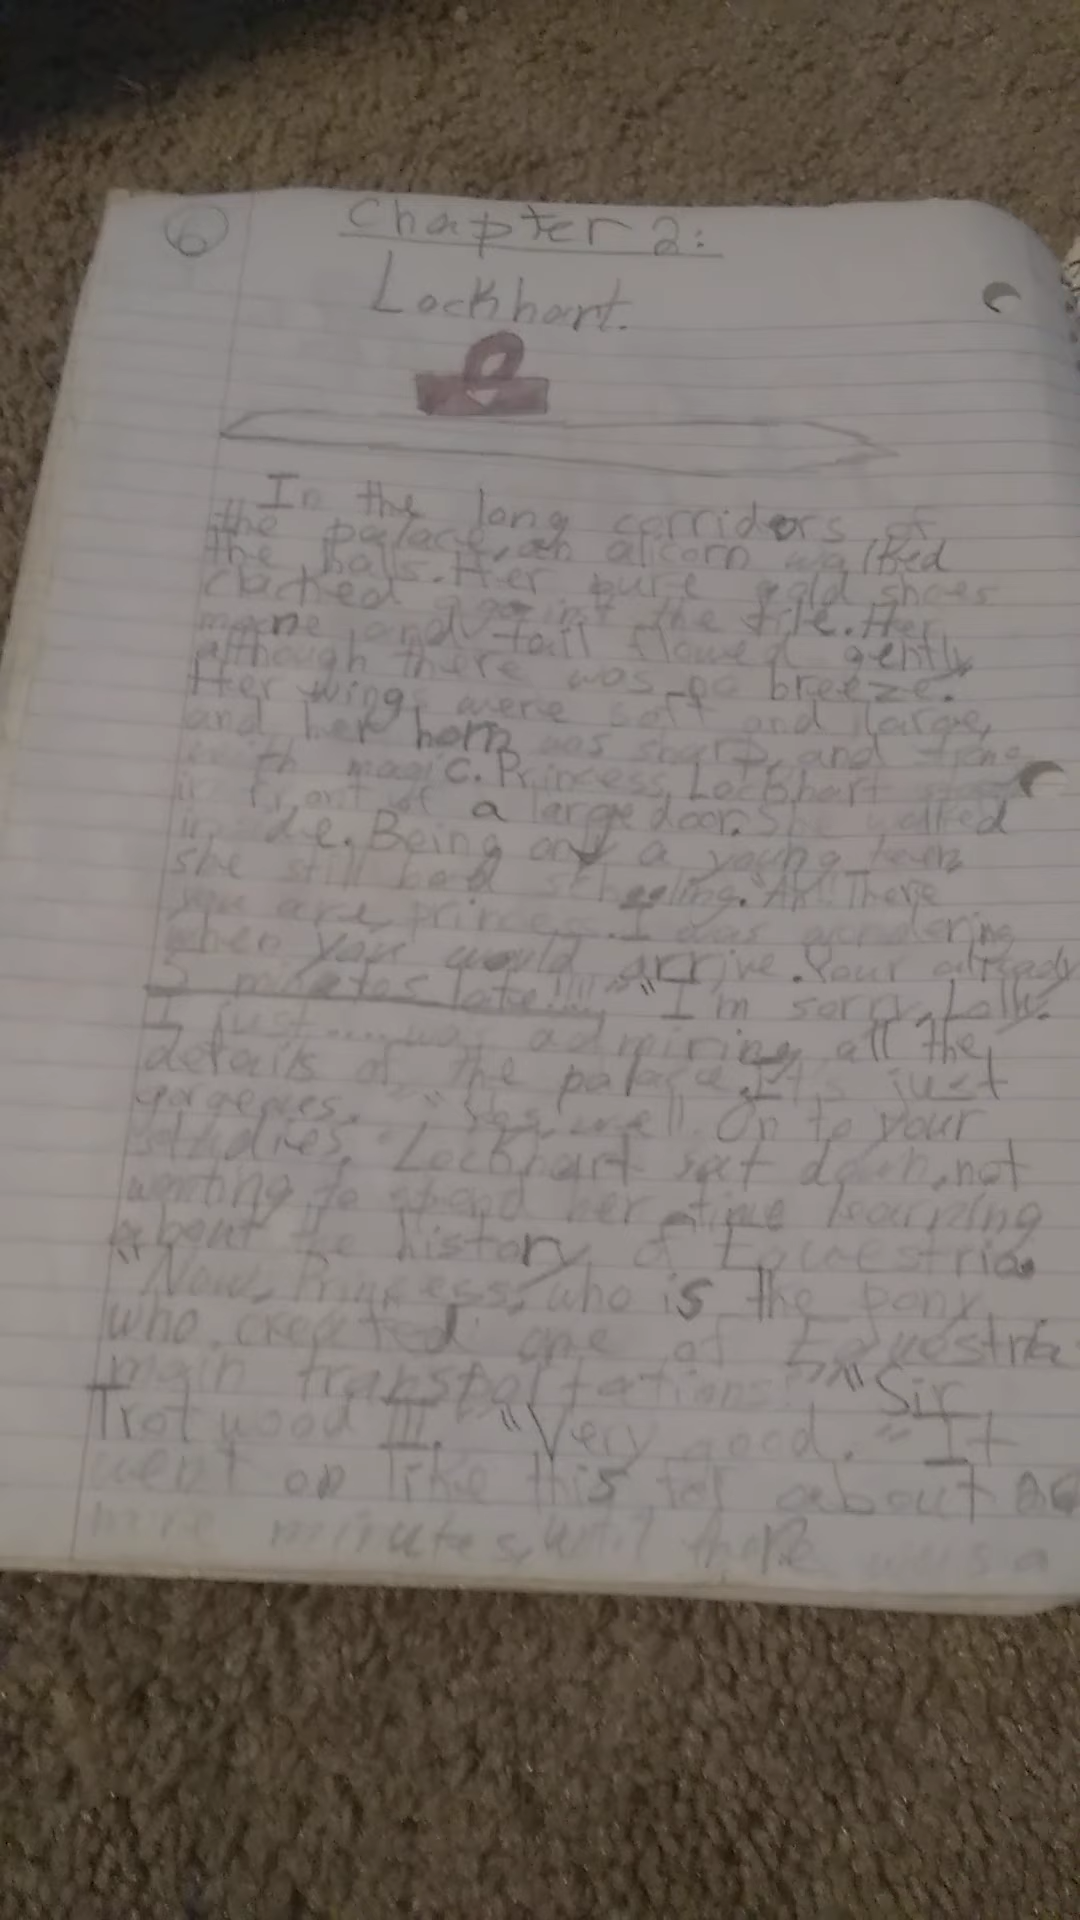 6
Chapter 2:
Lockhart.
In the long corridors of
the palace, an alicorn walked
the halls. Her pure gold shoes
clacked against the tile. Her
mane and tail flowed gently
although there was no breeze.
Her wings were soft and large,
and her horn was sharp, and
with magic. Princess Lockhart
in front of a large door. She walked
inside. Being only a young teen
she still had schooling. "Ah! There
you are, princess. I was wondering
when you would arrive. Your already
5 minutes late!!!!" "I'm sorry, Lolly.
I just.... was admiring all the
details of the palace. It's just
gorgeous." "Yes, well. On to your
studies." Lockhart sat down, not
wanting to spend her time learning
about the history of Equestria.
"Now, Princess, who is the pony
who created one of Equestria
main transportations?" "Sir
Trotwood III." "Very good." It
went on like this for about
more minutes, until there was a